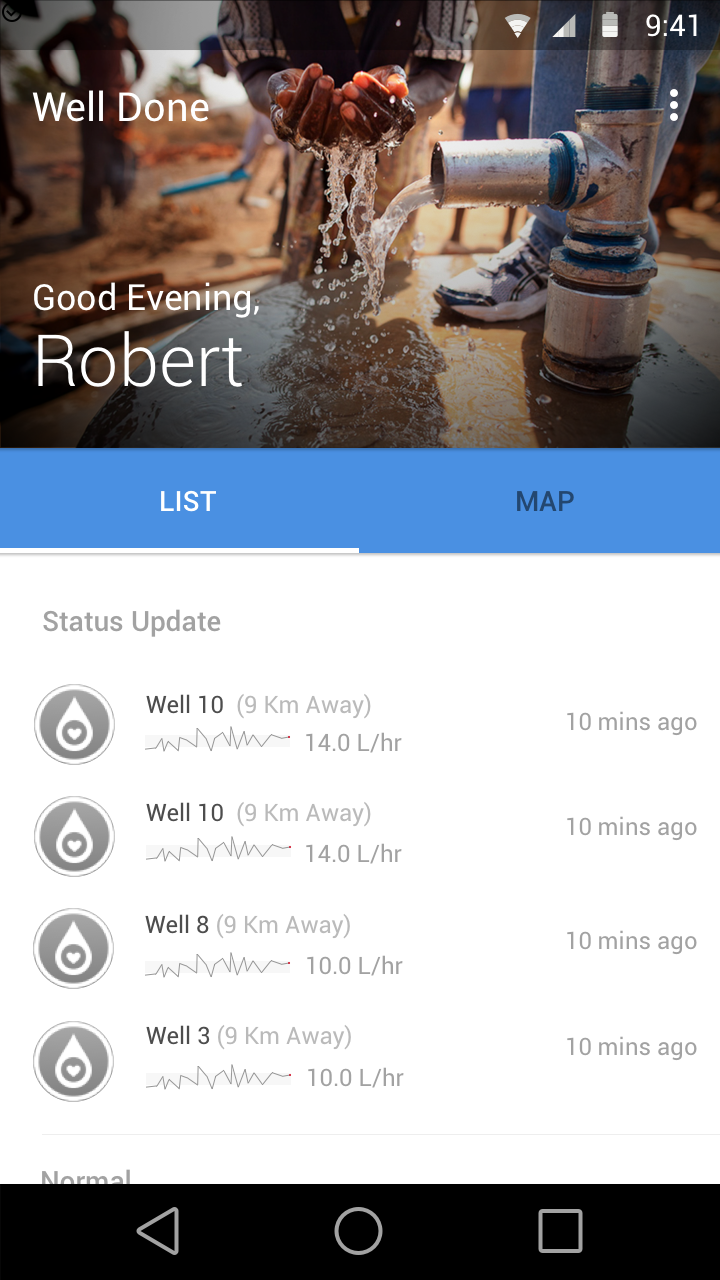 9:41
Well Done
Good Evening,
Robert
LIST MAP
Status Update
Well 10 (9 Km Away)
14.0 L/hr
10 mins ago
Well 10 (9 Km Away)
14.0 L/hr
10 mins ago
Well 8 (9 Km Away)
10.0 L/hr
10 mins ago
Well 3 (9 Km Away)
10.0 L/hr
10 mins ago
Normal